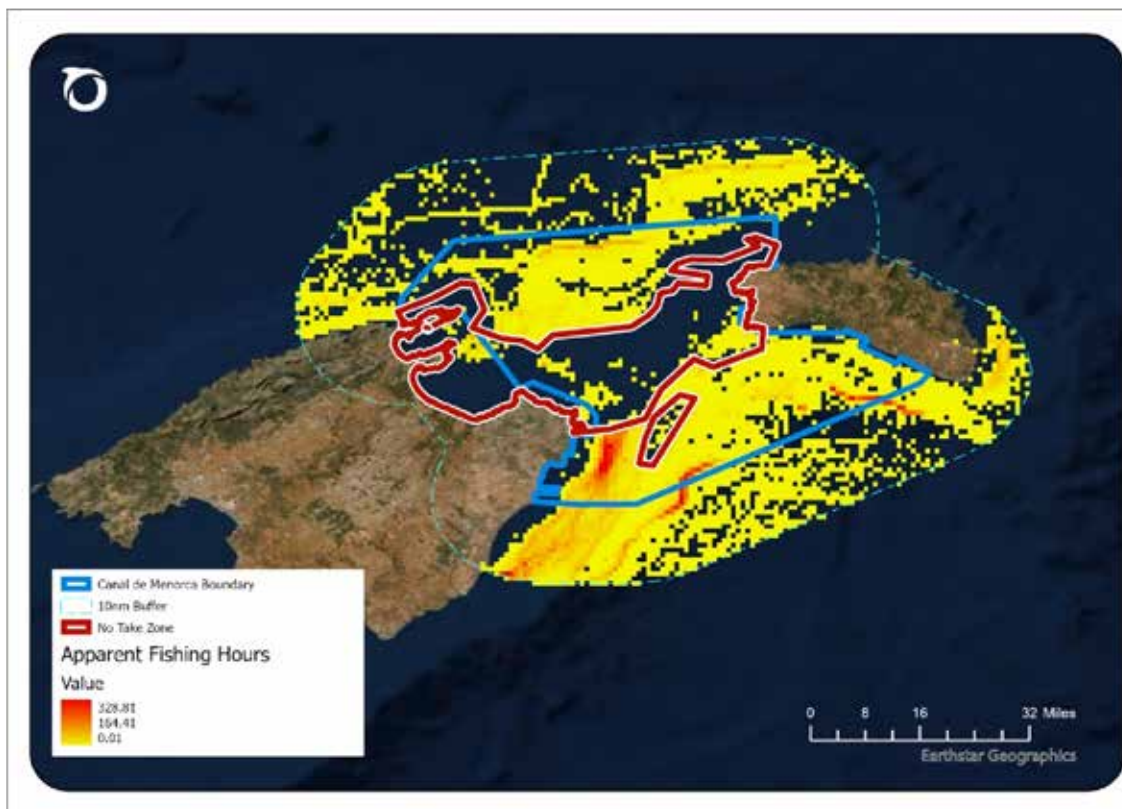 Canal de Menorca Boundary
10nm Buffer
No Take Zone
Apparent Fishing Hours
Value
328.81
164.41
0.01
0 8 16 32 Miles
Earthstar Geographics